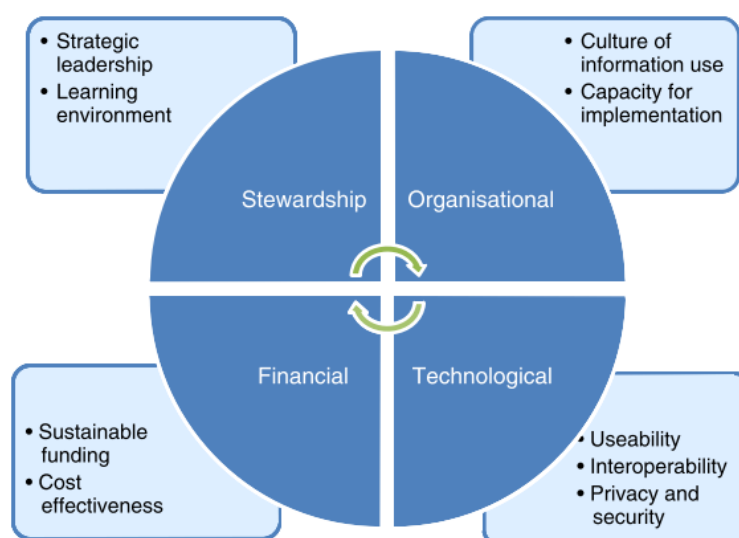 • Strategic
leadership
• Learning
environment
• Culture of
information use
• Capacity for
implementation
Stewardship
Organisational
Financial
Technological
• Sustainable
funding
• Cost
effectiveness
• Useability
• Interoperability
• Privacy and
security